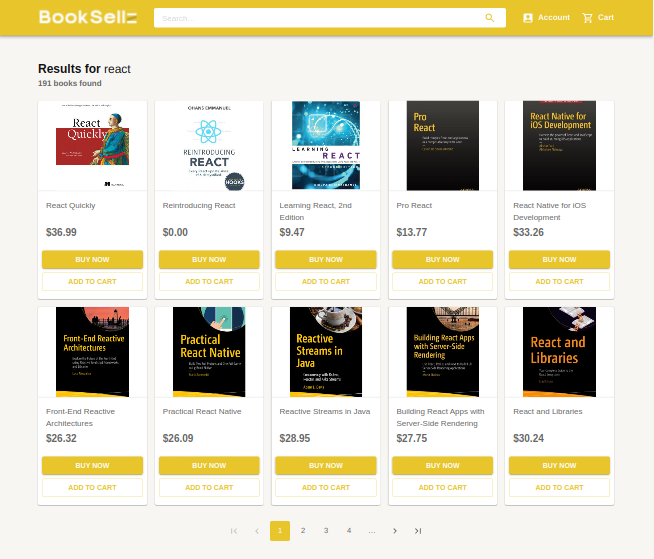 BookSellz
Search...
Account
Cart
Results for react
191 books found
React
Quickly
OHANS EMMANUEL
REINTRODUCING
REACT
HOOKS
LEARNING
REACT
Pro
React
React Native for
iOS Development
React Quickly
$36.99
BUY NOW
ADD TO CART
Reintroducing React
$0.00
BUY NOW
ADD TO CART
Learning React, 2nd
Edition
$9.47
BUY NOW
ADD TO CART
Pro React
$13.77
BUY NOW
ADD TO CART
React Native for iOS
Development
$33.26
BUY NOW
ADD TO CART
Front-End Reactive
Architectures
Practical
React Native
Reactive
Streams in
Java
Building React Apps
with Server-Side
Rendering
React and
Libraries
Front-End Reactive
Architectures
$26.32
BUY NOW
ADD TO CART
Practical React Native
$26.09
BUY NOW
ADD TO CART
Reactive Streams in Java
$28.95
BUY NOW
ADD TO CART
Building React Apps with
Server-Side Rendering
$27.75
BUY NOW
ADD TO CART
React and Libraries
$30.24
BUY NOW
ADD TO CART
1 2 3 4 ...